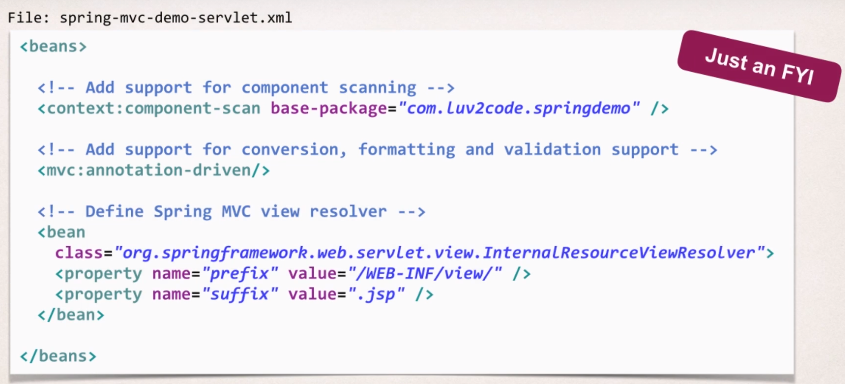 File: spring-mvc-demo-servlet.xml
Just an FYI
<beans>
<!-- Add support for component scanning -->
<context:component-scan base-package="com.luv2code.springdemo" />
<!-- Add support for conversion, formatting and validation support -->
<mvc:annotation-driven/>
<!-- Define Spring MVC view resolver -->
<bean
class="org.springframework.web.servlet.view.InternalResourceViewResolver">
<property name="prefix" value="/WEB-INF/view/" />
<property name="suffix" value=".jsp" />
</bean>
</beans>